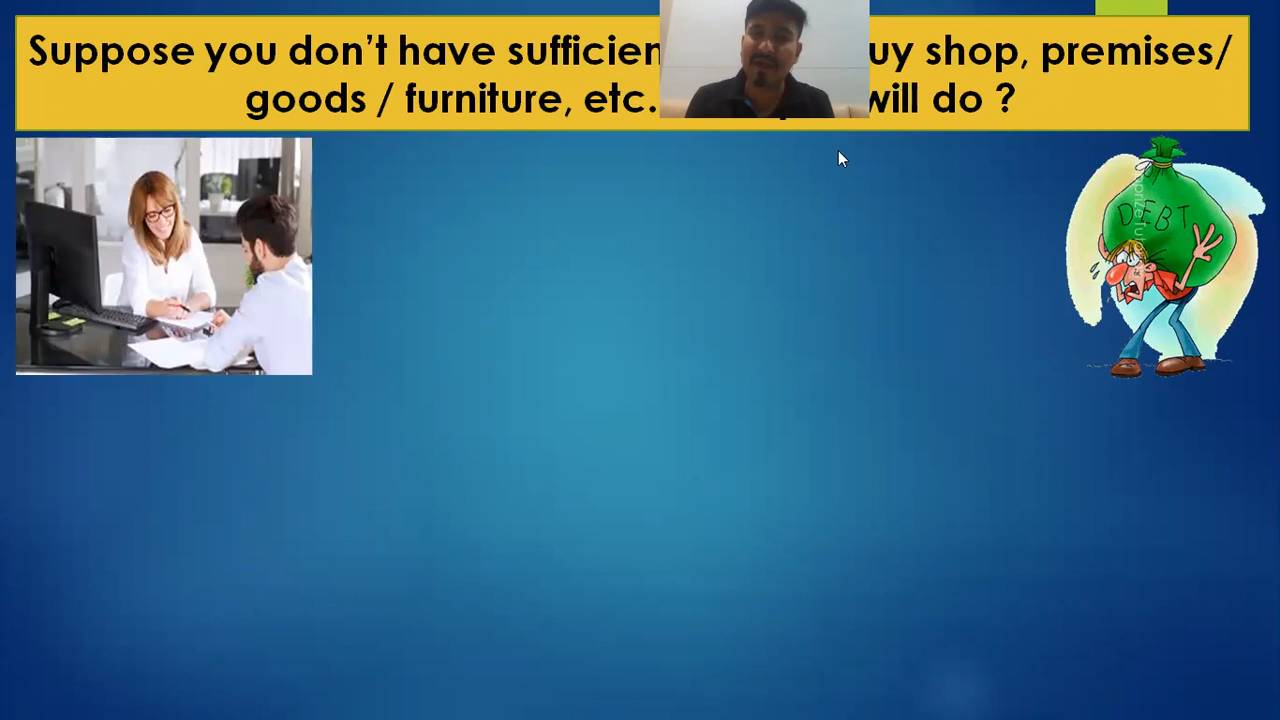 Suppose you don’t have sufficien uy shop, premises/
goods / furniture, etc. will do ?
DEBT